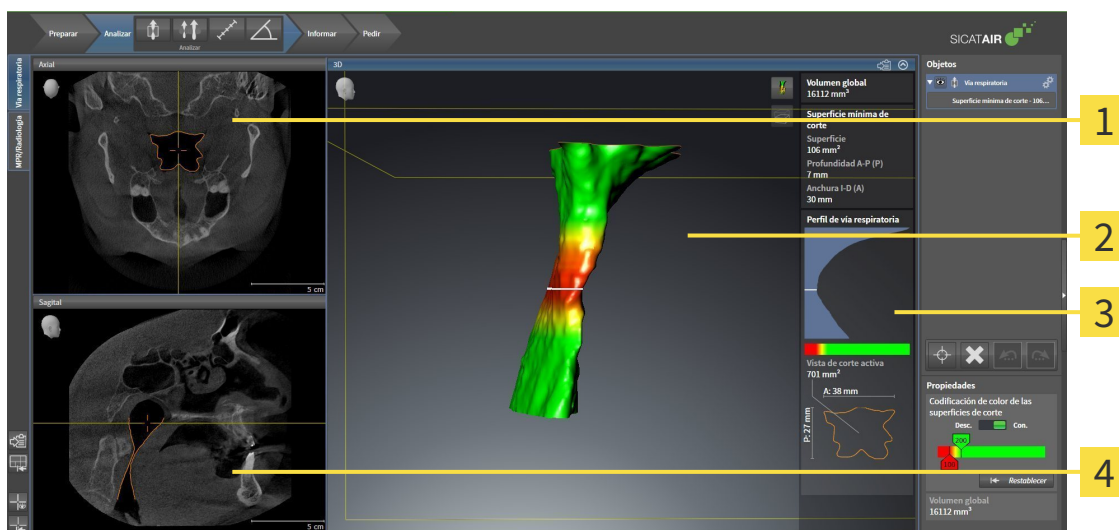 Preparar
Analizar
Analizar
Informar
Pedir
SICATAIR
Vía respiratoria
MPR/Radiología
Axial
5 cm
Sagital
5 cm
3D
Volumen global
16112 mm³
Superficie mínima de
corte
Superficie
106 mm²
Profundidad A-P (P)
7 mm
Anchura I-D (A)
30 mm
Perfil de vía respiratoria
Vista de corte activa
701 mm²
A: 38 mm
P: 27 mm
Objetos
Vía respiratoria
Superficie mínima de corte - 106...
Propiedades
Codificación de color de las
superficies de corte
Desc.
Con.
200
Restablecer
Volumen global
16112 mm³
1
2
3
4